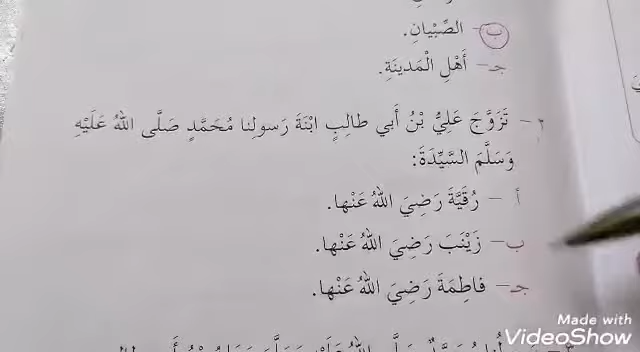 ب- الصِّبْيانِ.
جـ- أَهْلِ الْمَدينَةِ.
٢- تَزَوَّجَ عَلِيُّ بْنُ أَبي طالِبٍ ابْنَةَ رَسولِنا مُحَمَّدٍ صَلَّى اللهُ عَلَيْهِ
وَسَلَّمَ السَّيِّدَةَ:
أ - رُقَيَّةَ رَضِيَ اللهُ عَنْها.
ب- زَيْنَبَ رَضِيَ اللهُ عَنْها.
جـ- فاطِمَةَ رَضِيَ اللهُ عَنْها.
Made with
VideoShow